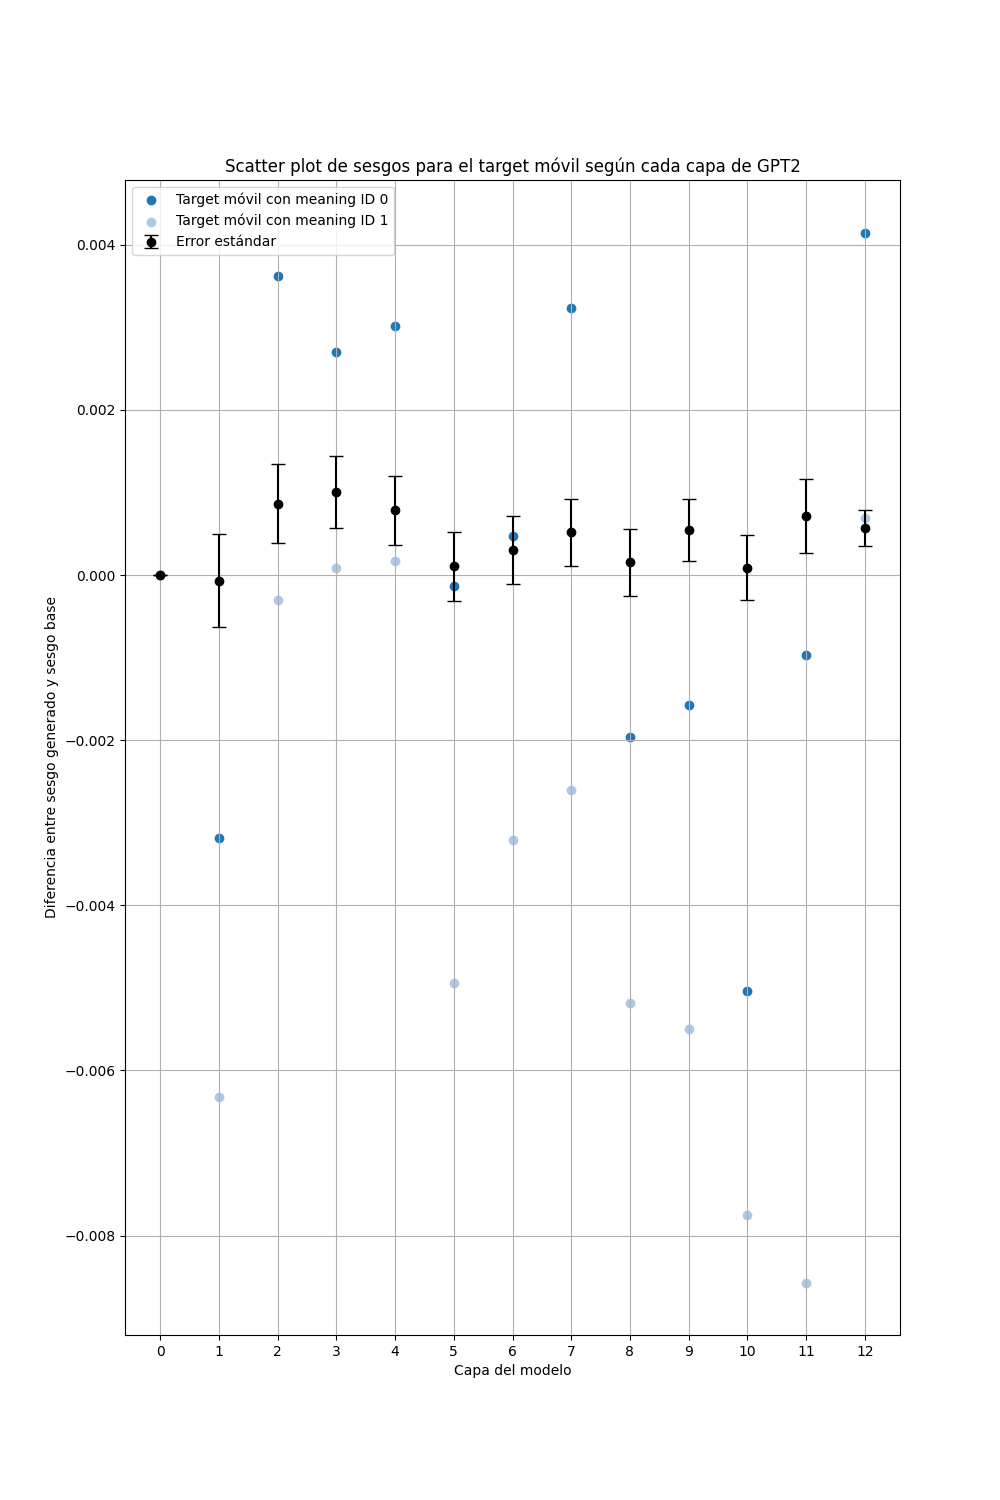 Scatter plot de sesgos para el target móvil según cada capa de GPT2
Target móvil con meaning ID 0
Target móvil con meaning ID 1
Error estándar
0.004
0.002
0.000
−0.002
−0.004
−0.006
−0.008
Diferencia entre sesgo generado y sesgo base
0 1 2 3 4 5 6 7 8 9 10 11 12
Capa del modelo